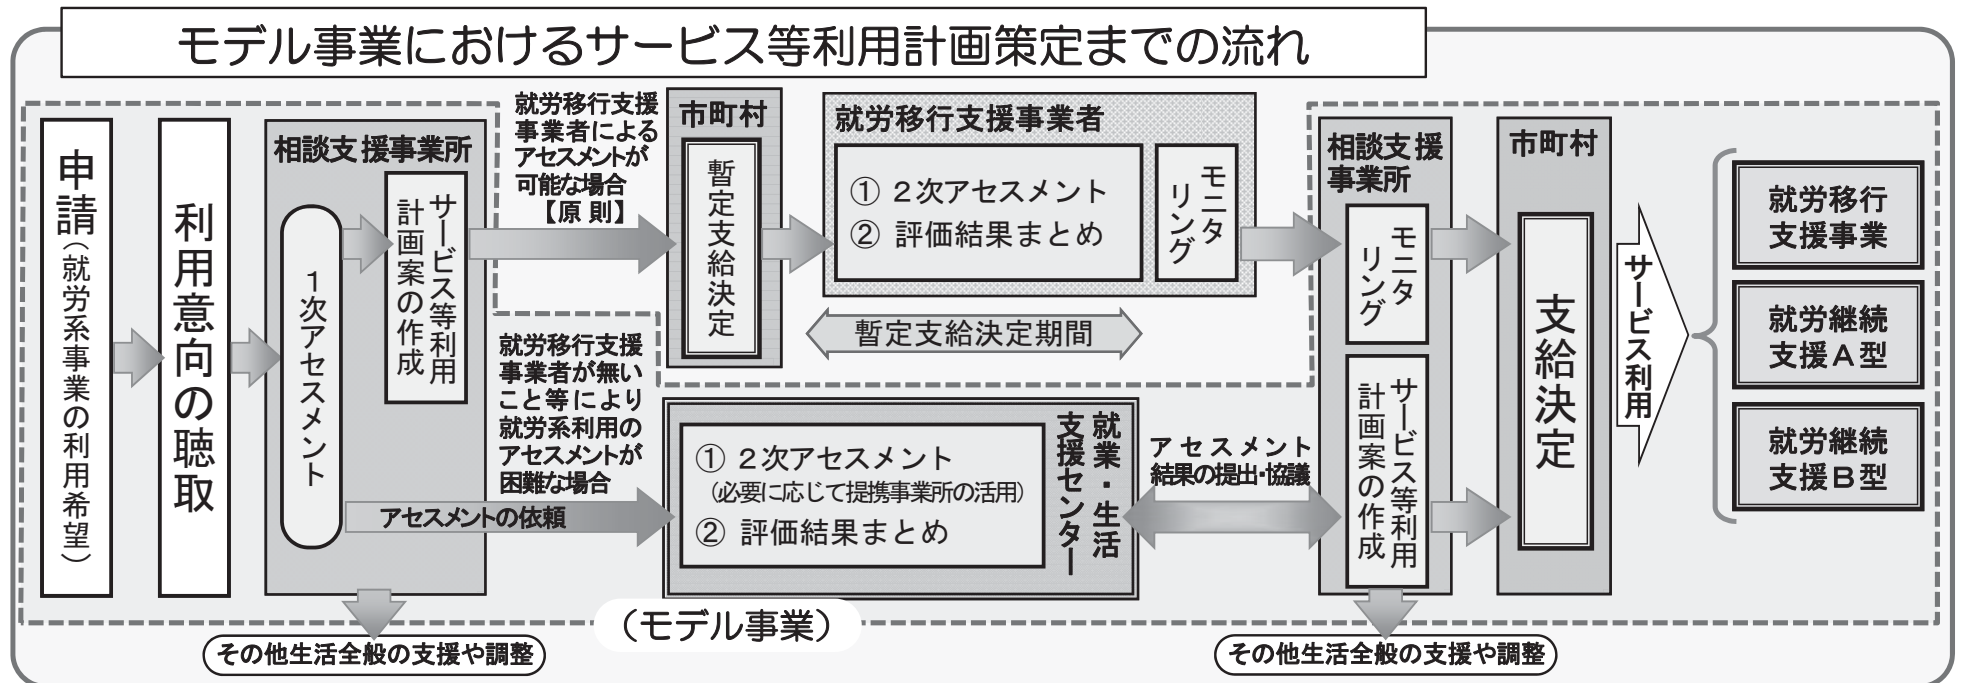 モデル事業におけるサービス等利用計画策定までの流れ
申請(就労系事業の利用希望)
利用意向の聴取
相談支援事業所
1次アセスメント
サービス等利用
計画案の作成
就労移行支援
事業者による
アセスメントが
可能な場合
【原則】
市町村
暫定支給決定
就労移行支援事業者
① 2次アセスメント
② 評価結果まとめ
モニタ
リング
暫定支給決定期間
就労移行支援
事業者が無い
こと等により
就労系利用の
アセスメントが
困難な場合
アセスメントの依頼
① 2次アセスメント
(必要に応じて提携事業所の活用)
② 評価結果まとめ
就業・生活
支援センター
アセスメント
結果の提出・協議
相談支援
事業所
モニタ
リング
サービス等利用
計画案の作成
市町村
支給決定
サービス利用
就労移行
支援事業
就労継続
支援A型
就労継続
支援B型
(モデル事業)
その他生活全般の支援や調整
その他生活全般の支援や調整